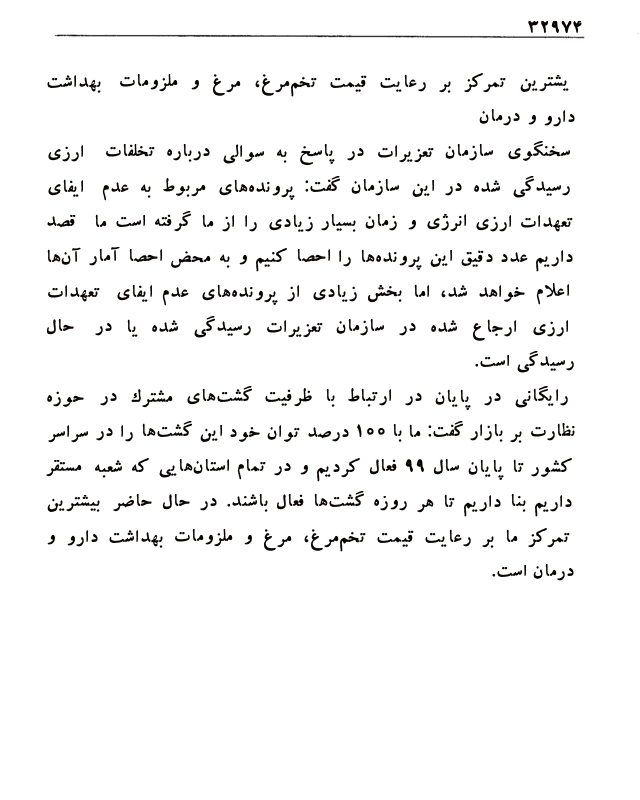 ۳۲۹۷۴
یشترین تمرکز بر رعایت قیمت تخم‌مرغ، مرغ و ملزومات بهداشت
دارو و درمان
سخنگوی سازمان تعزیرات در پاسخ به سوالی درباره تخلفات ارزی
رسیدگی شده در این سازمان گفت: پرونده‌های مربوط به عدم ایفای
تعهدات ارزی انرژی و زمان بسیار زیادی را از ما گرفته است ما قصد
داریم عدد دقیق این پرونده‌ها را احصا کنیم و به محض احصا آمار آن‌ها
اعلام خواهد شد، اما بخش زیادی از پرونده‌های عدم ایفای تعهدات
ارزی ارجاع شده در سازمان تعزیرات رسیدگی شده یا در حال
رسیدگی است.
رایگانی در پایان در ارتباط با ظرفیت گشت‌های مشترك در حوزه
نظارت بر بازار گفت: ما با ۱۰۰ درصد توان خود این گشت‌ها را در سراسر
کشور تا پایان سال ۹۹ فعال کردیم و در تمام استان‌هایی که شعبه مستقر
داریم بنا داریم تا هر روزه گشت‌ها فعال باشند. در حال حاضر بیشترین
تمرکز ما بر رعایت قیمت تخم‌مرغ، مرغ و ملزومات بهداشت دارو و
درمان است.